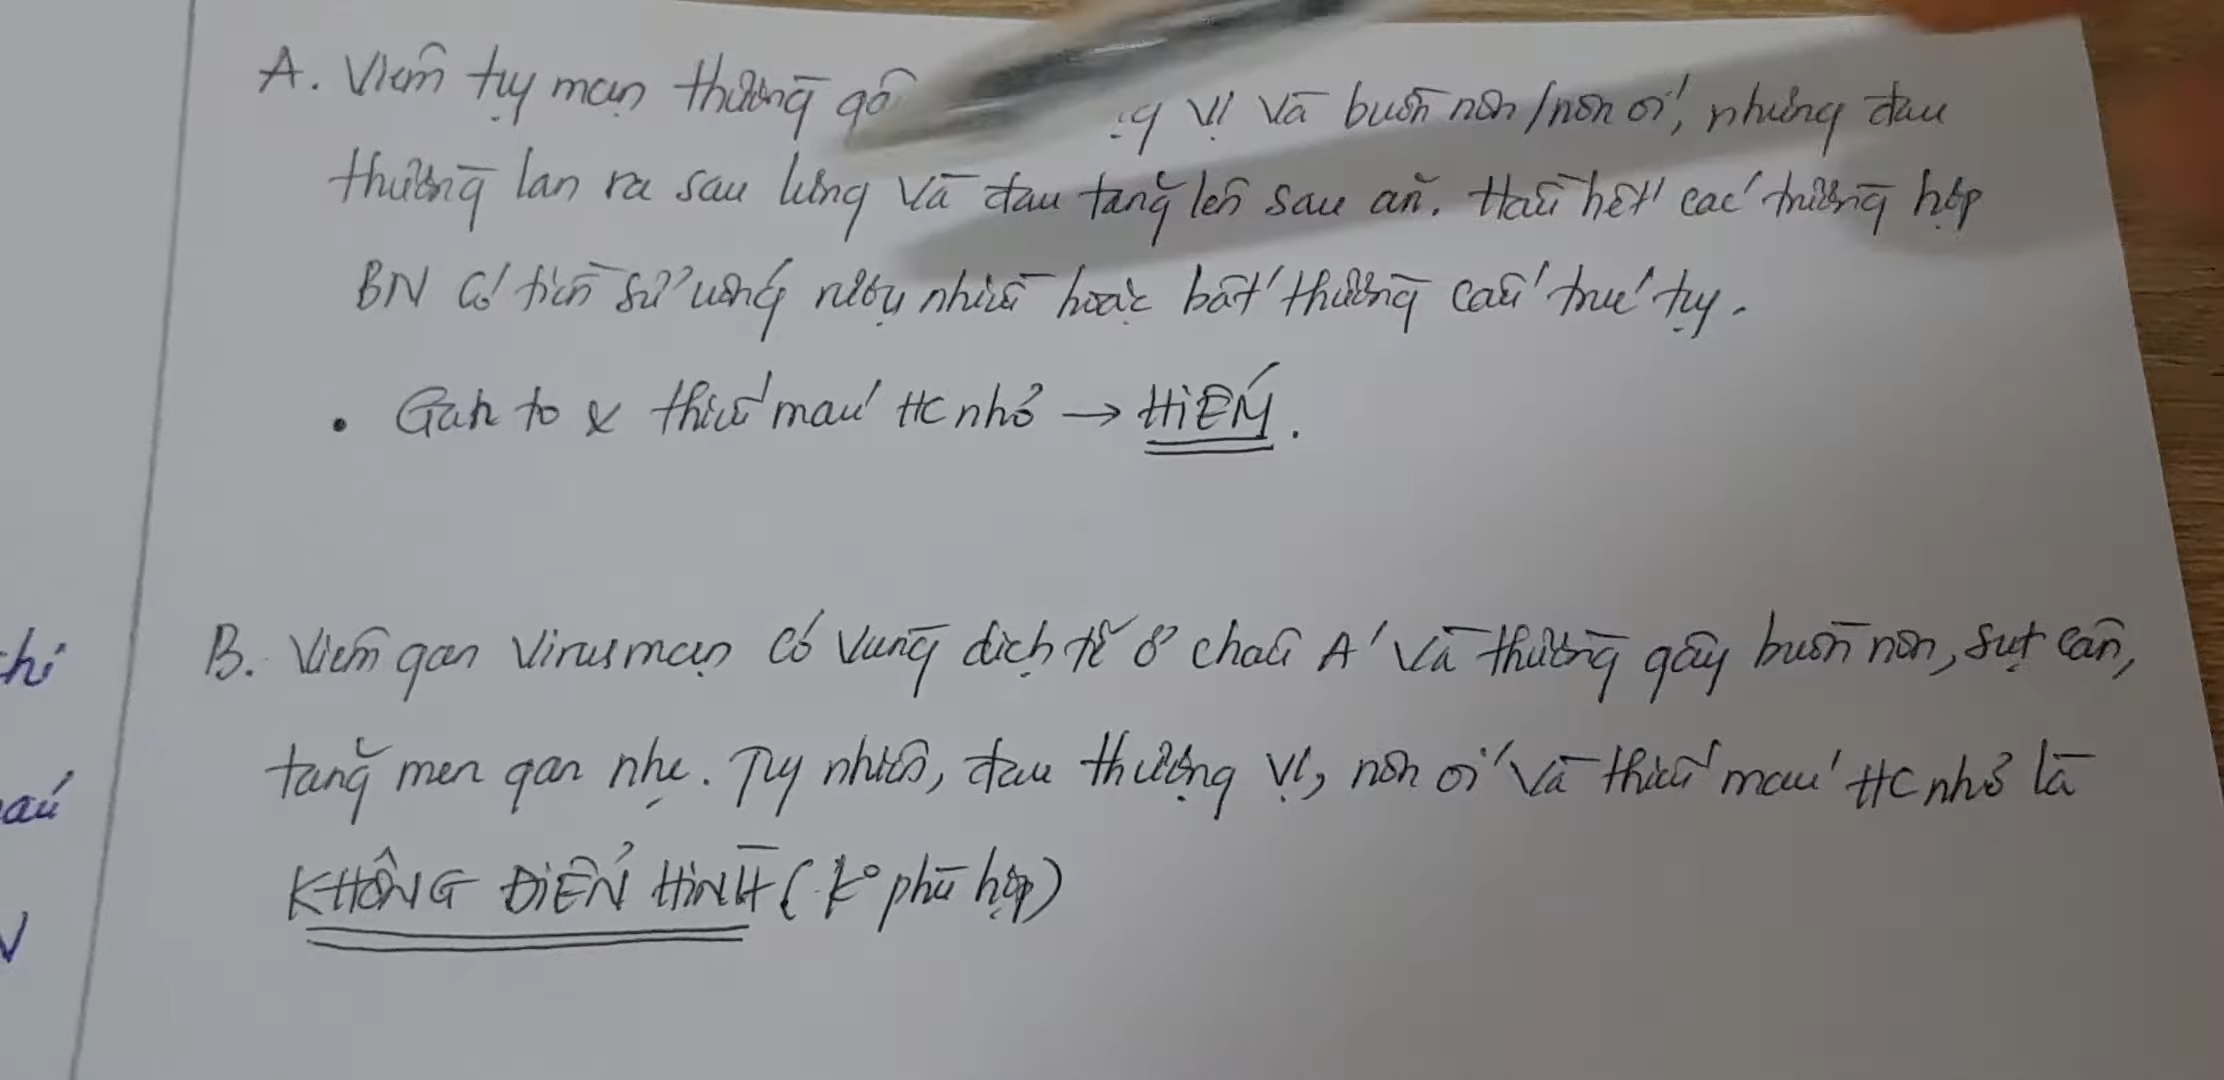 A. Viêm tụy mạn thường gâ
ng vị và buồn nôn/nôn ói, nhưng đau
thường lan ra sau lưng và đau tăng lên sau ăn. Hầu hết các trường hợp
BN có tiền sử uống rượu nhiều hoặc bất thường cấu trúc tụy.
• Gan to & thiếu máu HC nhỏ → HIẾM.
B. Viêm gan Virus mạn có vùng dịch tễ ở châu Á và thường gây buồn nôn, sụt cân,
tăng men gan nhẹ. Tuy nhiên, đau thượng vị, nôn ói và thiếu máu HC nhỏ là
KHÔNG ĐIỂN HÌNH (k° phù hợp)
hi